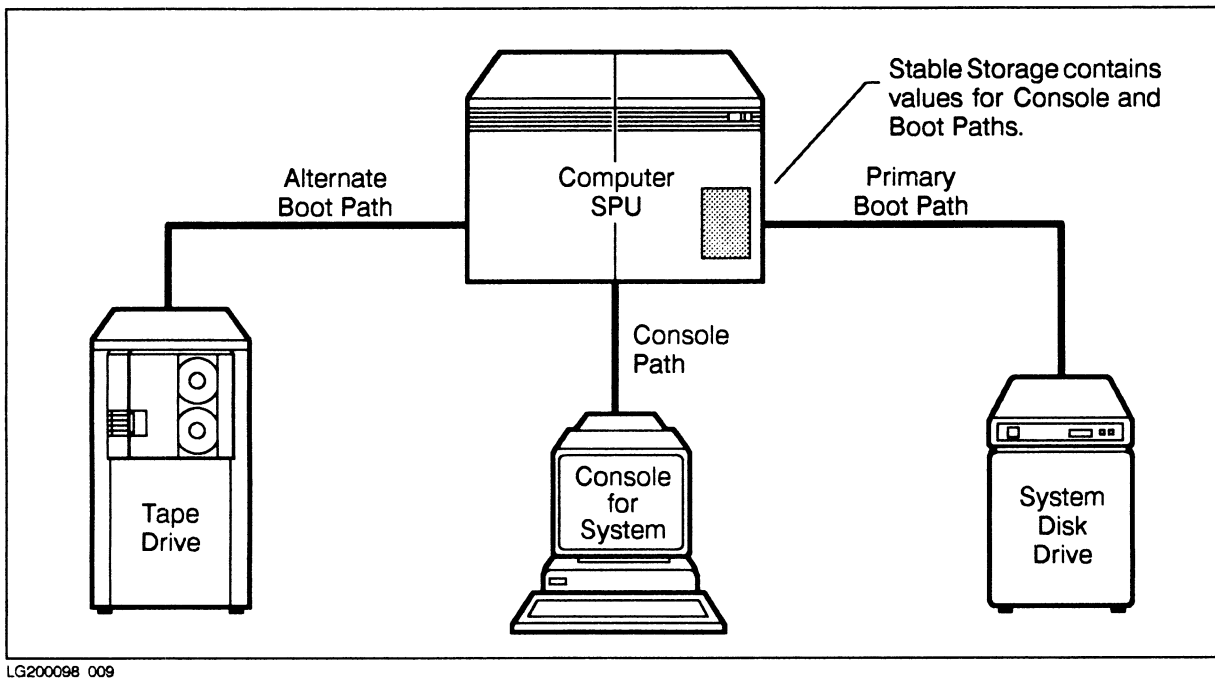 Stable Storage contains
values for Console and
Boot Paths.
Alternate
Boot Path
Computer
SPU
Primary
Boot Path
Console
Path
Tape
Drive
Console
for
System
System
Disk
Drive
LG200098 009